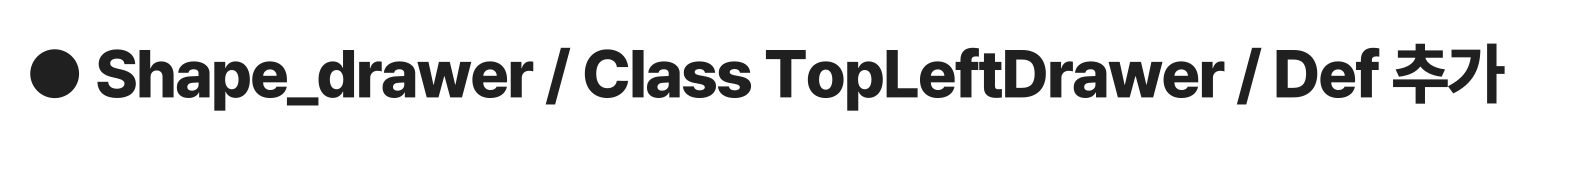 ● Shape_drawer / Class TopLeftDrawer / Def 추가